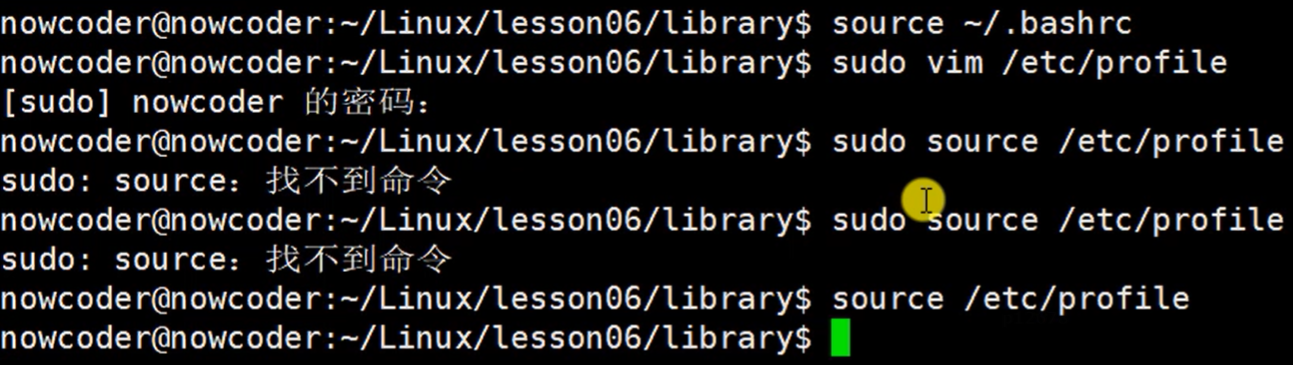 nowcoder@nowcoder:~/Linux/lesson06/library$ source ~/.bashrc
nowcoder@nowcoder:~/Linux/lesson06/library$ sudo vim /etc/profile
[sudo] nowcoder 的密码：
nowcoder@nowcoder:~/Linux/lesson06/library$ sudo source /etc/profile
sudo: source：找不到命令
nowcoder@nowcoder:~/Linux/lesson06/library$ sudo source /etc/profile
sudo: source：找不到命令
nowcoder@nowcoder:~/Linux/lesson06/library$ source /etc/profile
nowcoder@nowcoder:~/Linux/lesson06/library$